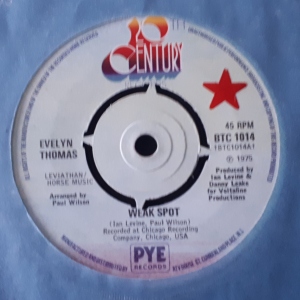 20th
CENTURY
45 RPM
BTC 1014
(BTC1014A)
℗ 1975
EVELYN
THOMAS
LEVIATHAN/
HORSE MUSIC
Arranged by
Paul Wilson
Produced by
Ian Levine &
Danny Leake
for Voltafine
Productions
WEAK SPOT
(Ian Levine, Paul Wilson)
Recorded at Chicago Recording
Company, Chicago, USA
PYE
RECORDS